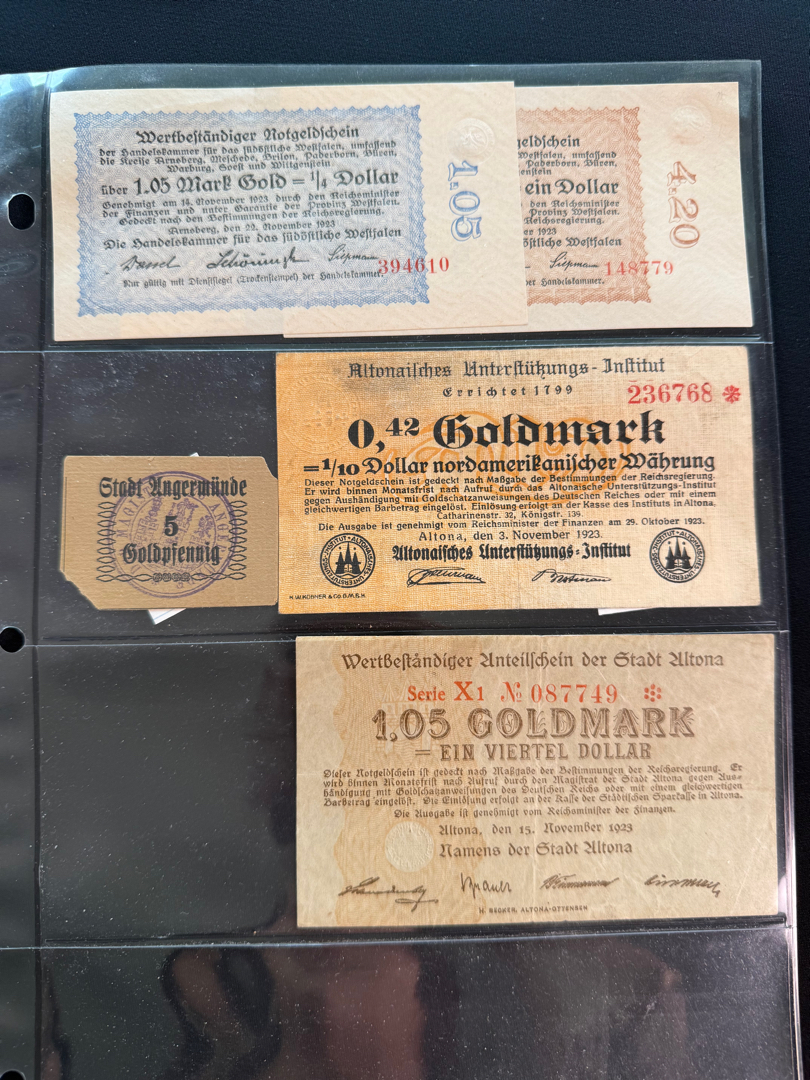 Wertbeständiger Notgeldschein
der Handelskammer für das südöstliche Westfalen, umfassend
die Kreise Arnsberg, Meschede, Brilon, Paderborn, Büren,
Warburg, Soest und Wittgenstein
über 1.05 Mark Gold = 1/4 Dollar
Genehmigt am 14. November 1923 durch den Reichsminister
der Finanzen und unter Garantie der Provinz Westfalen.
Gedeckt nach den Bestimmungen der Reichsregierung.
Arnsberg, den 22. November 1923
Die Handelskammer für das südöstliche Westfalen
394610
Nur gültig mit Dienstsiegel (Trockenstempel) der Handelskammer.
1.05
geldschein
Westfalen, umfassend
Paderborn, Büren,
enstein
ein Dollar
den Reichsminister
Provinz Westfalen.
Reichsregierung.
er 1923
östliche Westfalen
148779
der Handelskammer.
4.20
Altonaisches Unterstützungs-Institut
Errichtet 1799
236768
0,42 Goldmark
=1/10 Dollar nordamerikanischer Währung
Dieser Notgeldschein ist gedeckt nach Maßgabe der Bestimmungen der Reichsregierung.
Er wird binnen Monatsfrist nach Aufruf durch das Altonaische Unterstützungs-Institut
gegen Aushändigung mit Goldschatzanweisungen des Deutschen Reiches oder mit einem
gleichwertigen Barbetrag eingelöst. Einlösung erfolgt an der Kasse des Instituts in Altona,
Catharinenstr. 32, Königstr. 139.
Die Ausgabe ist genehmigt vom Reichsminister der Finanzen am 29. Oktober 1923.
Altona, den 3. November 1923.
Altonaisches Unterstützungs-Institut
H.W.KÖBNER & CO.G.M.B.H.
Stadt Angermünde
5
Goldpfennig
Wertbeständiger Anteilschein der Stadt Altona
Serie X1 № 087749
1,05 GOLDMARK
= EIN VIERTEL DOLLAR
Dieser Notgeldschein ist gedeckt nach Maßgabe der Bestimmungen der Reichsregierung. Er
wird binnen Monatsfrist nach Aufruf durch den Magistrat der Stadt Altona gegen Aus-
händigung mit Goldschatzanweisungen des Deutschen Reichs oder mit einem gleichwertigen
Barbetrag eingelöst. Die Einlösung erfolgt an der Kasse der Städtischen Sparkasse in Altona.
Die Ausgabe ist genehmigt vom Reichsminister der Finanzen.
Altona, den 15. November 1923
Namens der Stadt Altona
H. BECKER, ALTONA-OTTENSEN